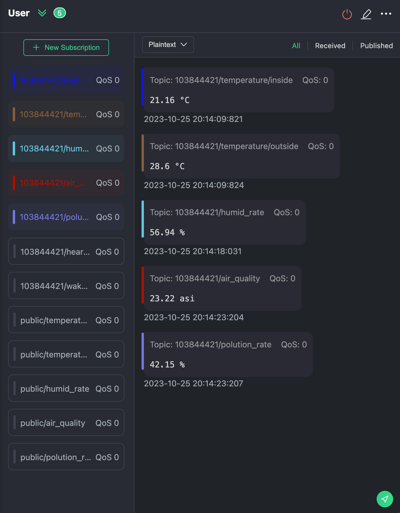 User 5
+ New Subscription
QoS 0
103844421/tem... QoS 0
103844421/hum... QoS 0
103844421/air_... QoS 0
103844421/polu... QoS 0
103844421/hear... QoS 0
103844421/wak... QoS 0
public/temperat... QoS 0
public/temperat... QoS 0
public/humid_rate QoS 0
public/air_quality QoS 0
public/polution_r... QoS 0
Plaintext
All Received Published
Topic: 103844421/temperature/inside QoS: 0
21.16 °C
2023-10-25 20:14:09:821
Topic: 103844421/temperature/outside QoS: 0
28.6 °C
2023-10-25 20:14:09:824
Topic: 103844421/humid_rate QoS: 0
56.94 %
2023-10-25 20:14:18:031
Topic: 103844421/air_quality QoS: 0
23.22 asi
2023-10-25 20:14:23:204
Topic: 103844421/polution_rate QoS: 0
42.15 %
2023-10-25 20:14:23:207